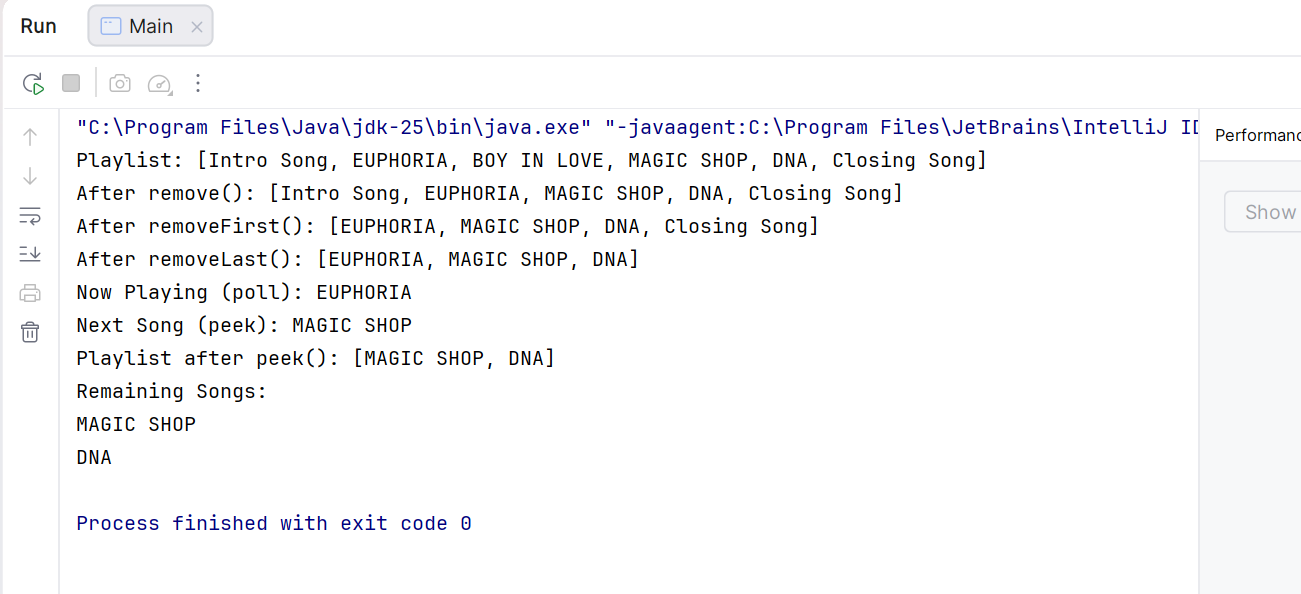 Run Main
"C:\Program Files\Java\jdk-25\bin\java.exe" "-javaagent:C:\Program Files\JetBrains\IntelliJ
Performanc
Playlist: [Intro Song, EUPHORIA, BOY IN LOVE, MAGIC SHOP, DNA, Closing Song]
After remove(): [Intro Song, EUPHORIA, MAGIC SHOP, DNA, Closing Song]
After removeFirst(): [EUPHORIA, MAGIC SHOP, DNA, Closing Song]
Show
After removeLast(): [EUPHORIA, MAGIC SHOP, DNA]
Now Playing (poll): EUPHORIA
Next Song (peek): MAGIC SHOP
Playlist after peek(): [MAGIC SHOP, DNA]
Remaining Songs:
MAGIC SHOP
DNA
Process finished with exit code 0